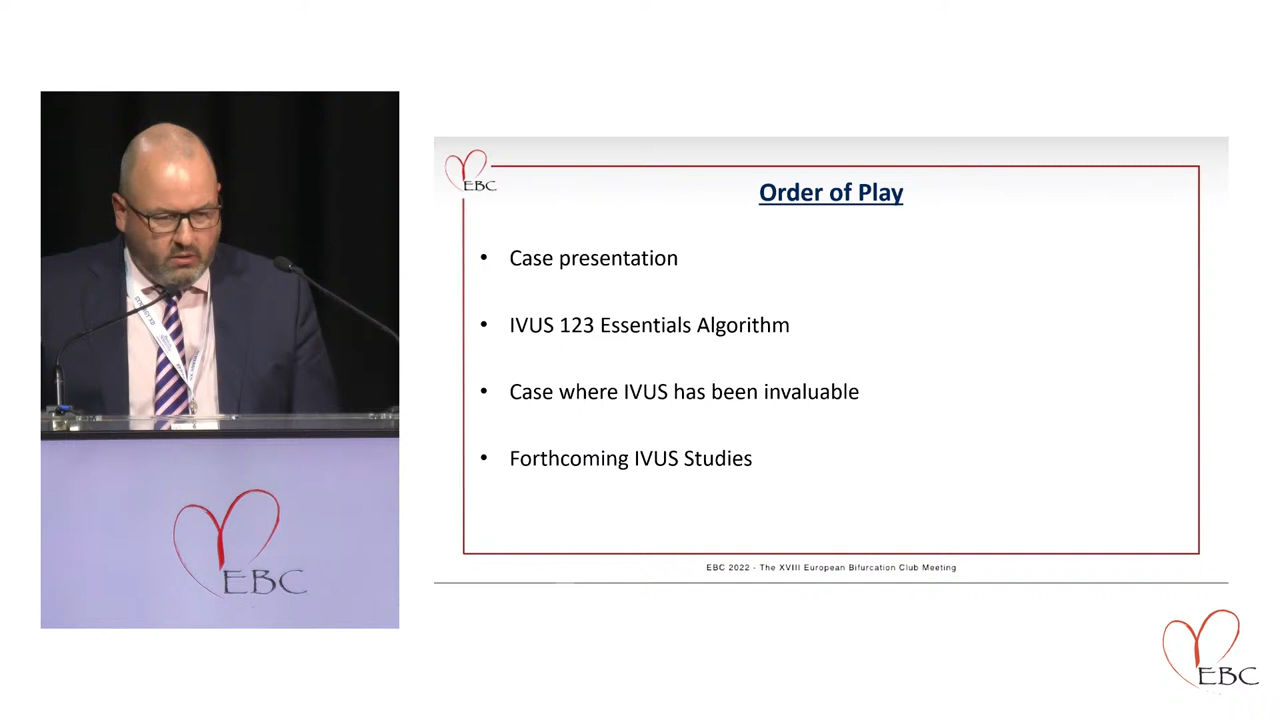 EBC
Order of Play
• Case presentation
• IVUS 123 Essentials Algorithm
• Case where IVUS has been invaluable
• Forthcoming IVUS Studies
EBC 2022 - The XVIII European Bifurcation Club Meeting
EBC
EBC